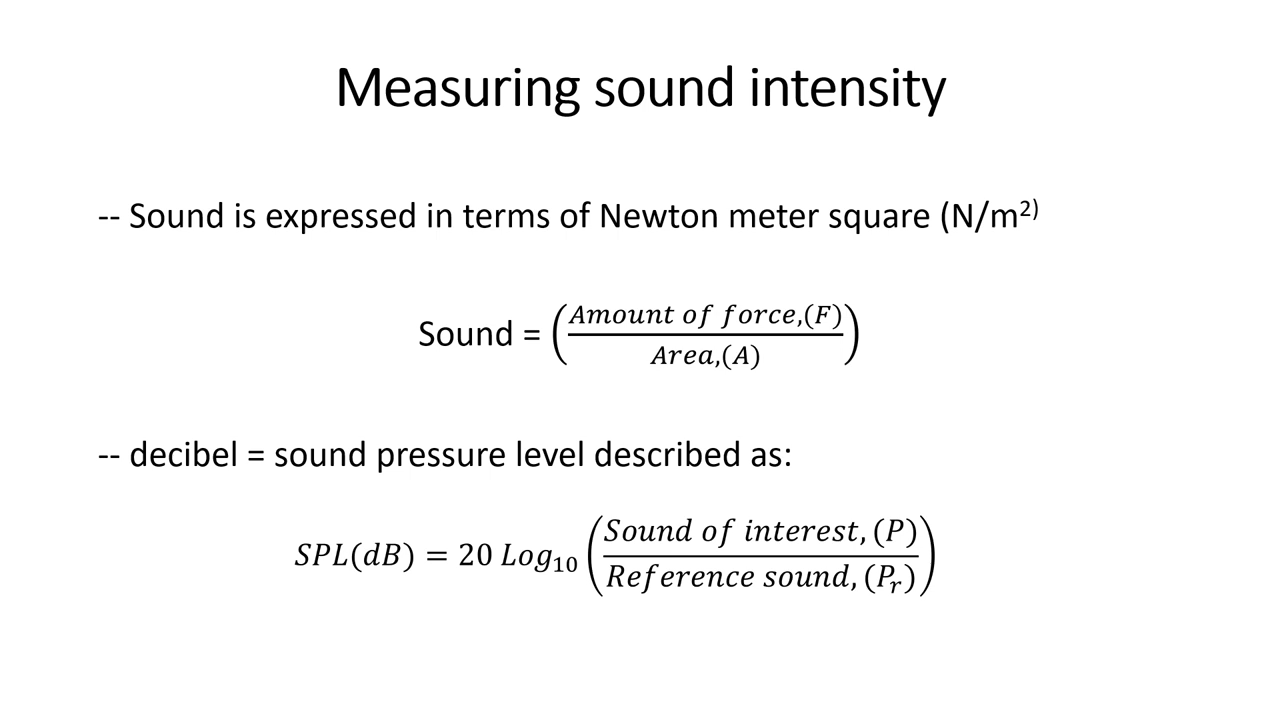 Measuring sound intensity
-- Sound is expressed in terms of Newton meter square (N/m²⁾
Sound = (Amount of force,(F) / Area,(A))
-- decibel = sound pressure level described as:
SPL(dB) = 20 Log₁₀ (Sound of interest, (P) / Reference sound, (Pᵣ))